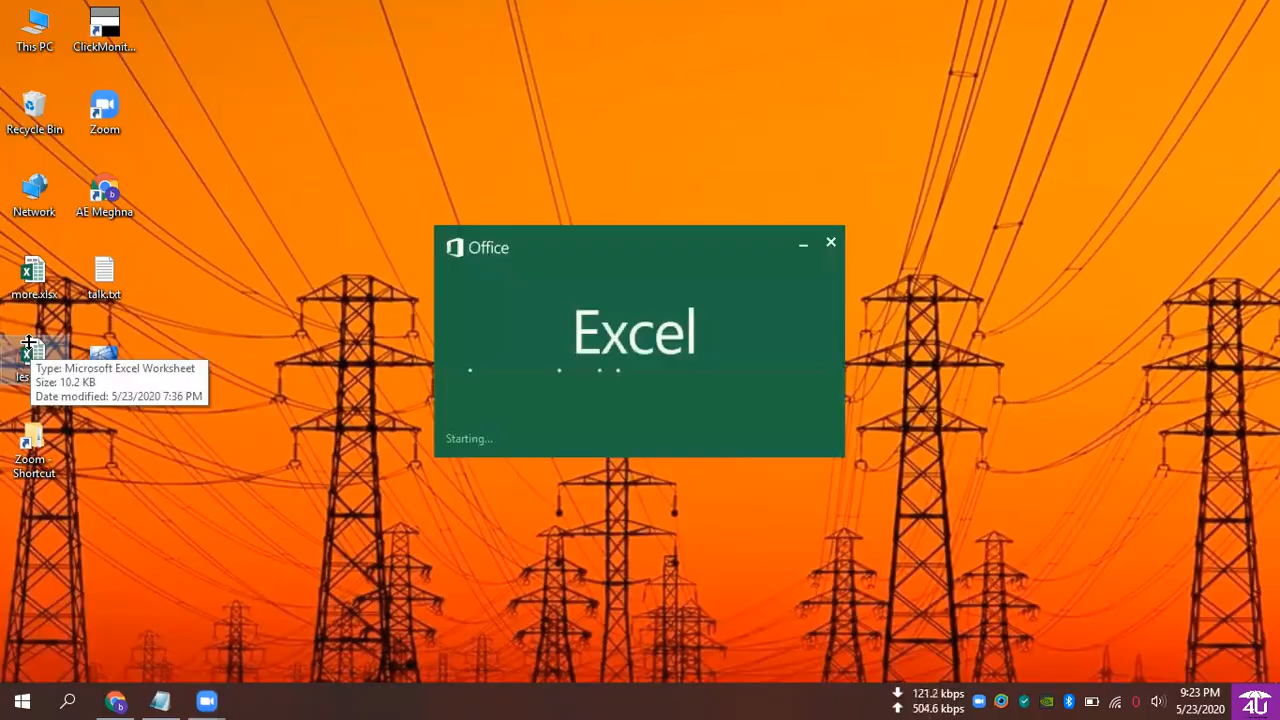 This PC
ClickMonit...
Recycle Bin
Zoom
Network
AE Meghna
more.xlsx
talk.txt
les
Type: Microsoft Excel Worksheet
Size: 10.2 KB
Date modified: 5/23/2020 7:36 PM
Zoom -
Shortcut
Office
Excel
Starting...
121.2 kbps
504.6 kbps
9:23 PM
5/23/2020
4U